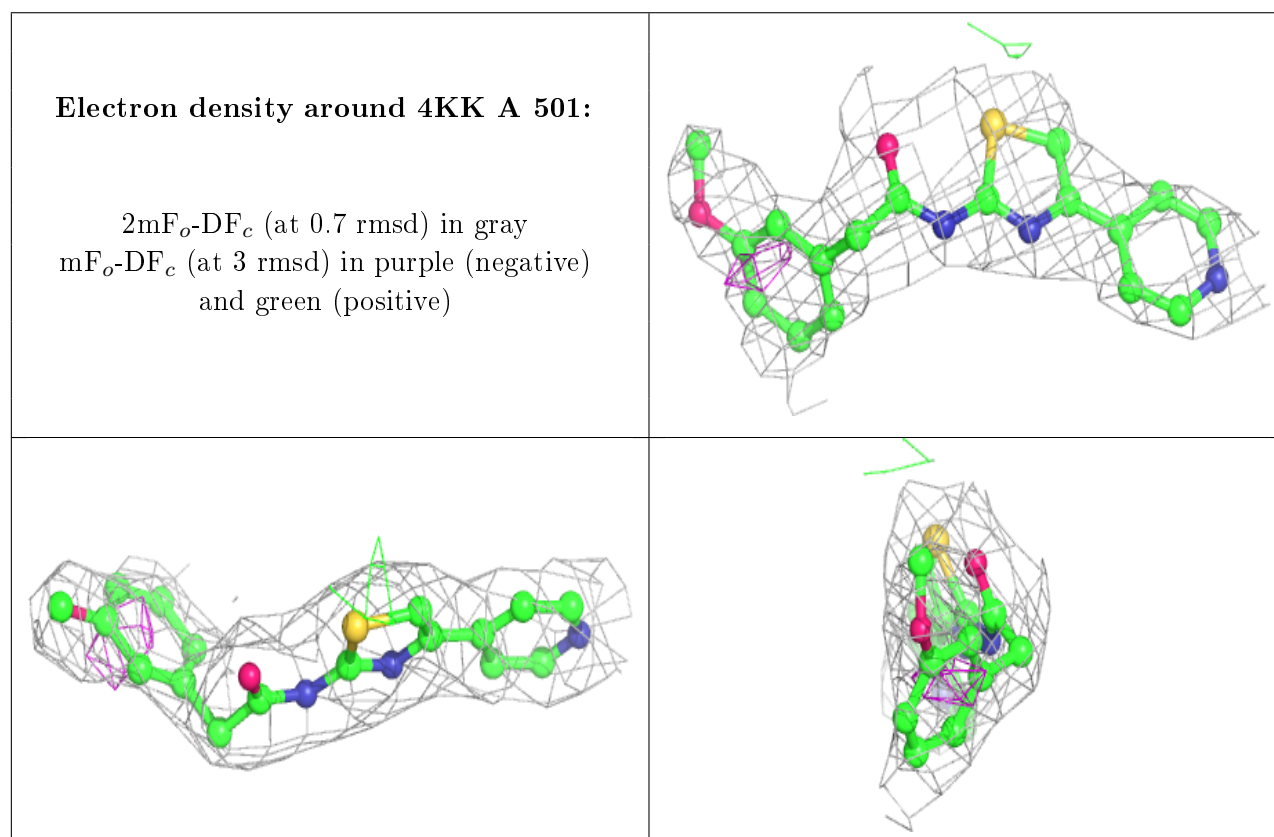 Electron density around 4KK A 501:
2mFo-DFc (at 0.7 rmsd) in gray
mFo-DFc (at 3 rmsd) in purple (negative)
and green (positive)